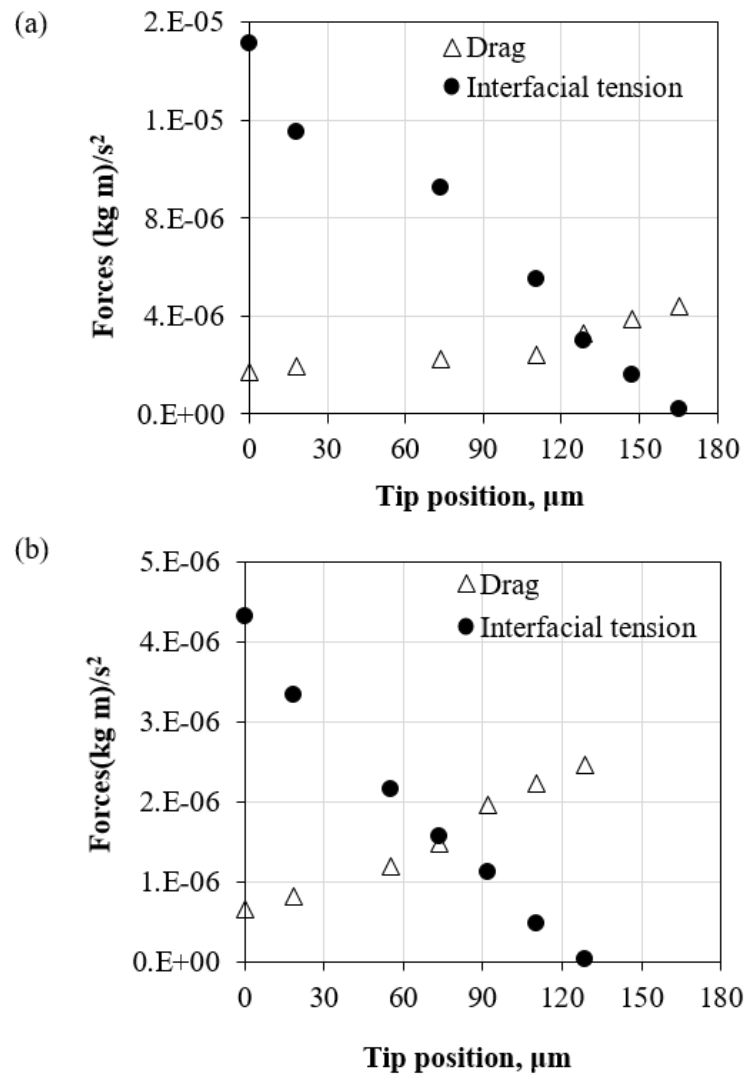 (a)
2.E-05
1.E-05
8.E-06
4.E-06
0.E+00
Forces (kg m)/s²
Drag
Interfacial tension
0 30 60 90 120 150 180
Tip position, µm
(b)
5.E-06
4.E-06
3.E-06
2.E-06
1.E-06
0.E+00
Forces(kg m)/s²
Drag
Interfacial tension
0 30 60 90 120 150 180
Tip position, µm